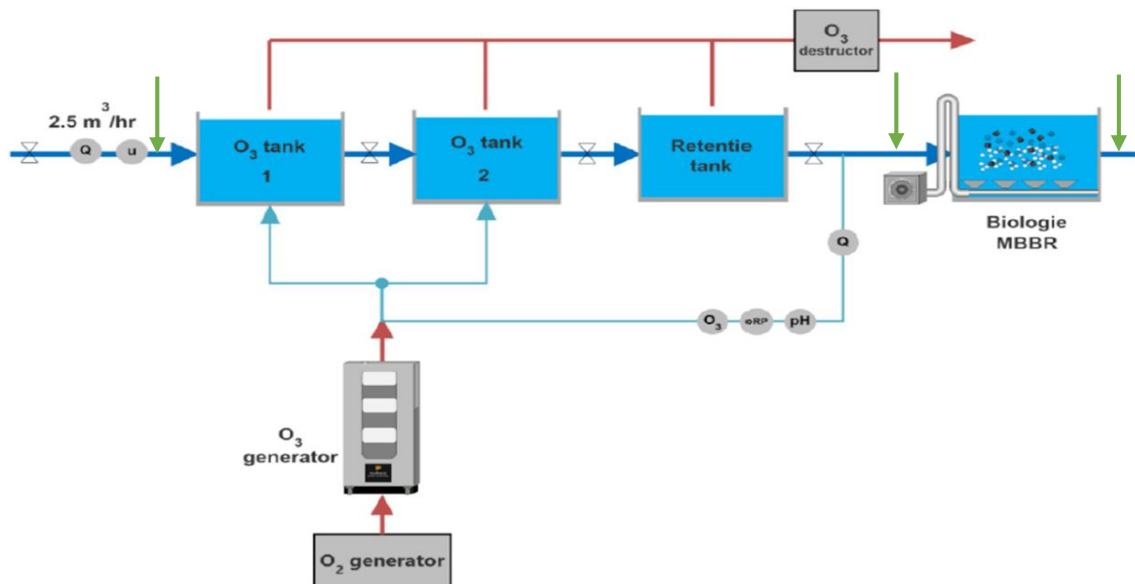 O₃
destructor
2.5 m³/hr
Q
u
O₃ tank
1
O₃ tank
2
Retentie
tank
Biologie
MBBR
Q
O₃
ORP
pH
O₃
generator
O₂ generator